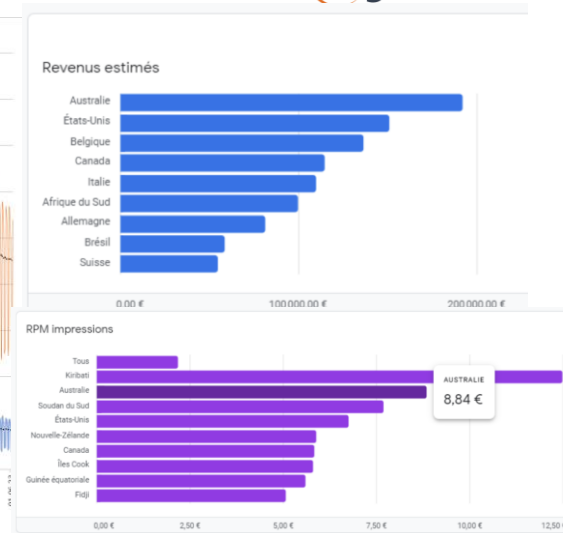 Revenus estimés
Australie
États-Unis
Belgique
Canada
Italie
Afrique du Sud
Allemagne
Brésil
Suisse
0,00 € 100 000,00 € 200 000,00 €
RPM impressions
Tous
Kiribati
Australie
Soudan du Sud
États-Unis
Nouvelle-Zélande
Canada
Îles Cook
Guinée équatoriale
Fidji
AUSTRALIE
8,84 €
0,00 € 2,50 € 5,00 € 7,50 € 10,00 € 12,50